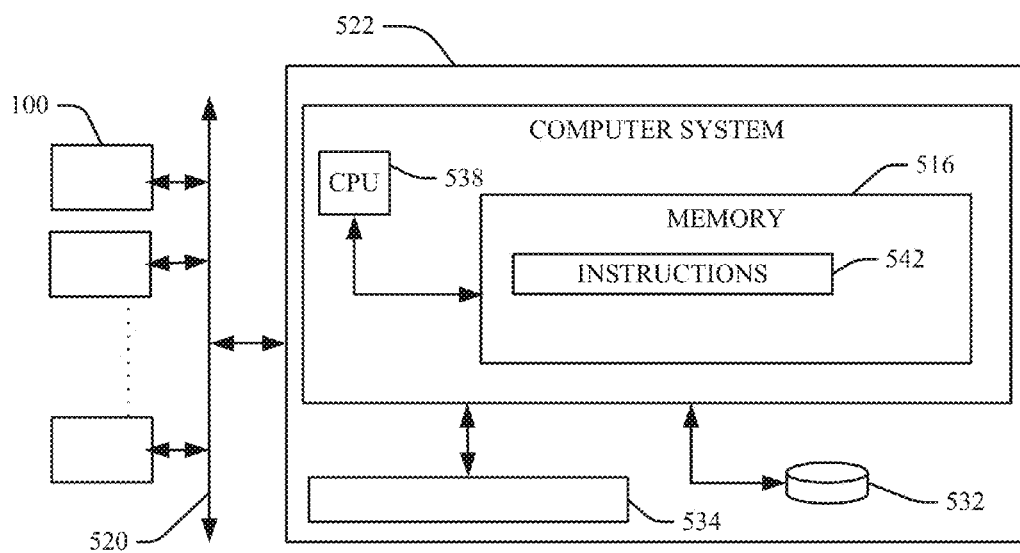 522
100
COMPUTER SYSTEM
516
CPU
538
MEMORY
INSTRUCTIONS
542
520
534
532